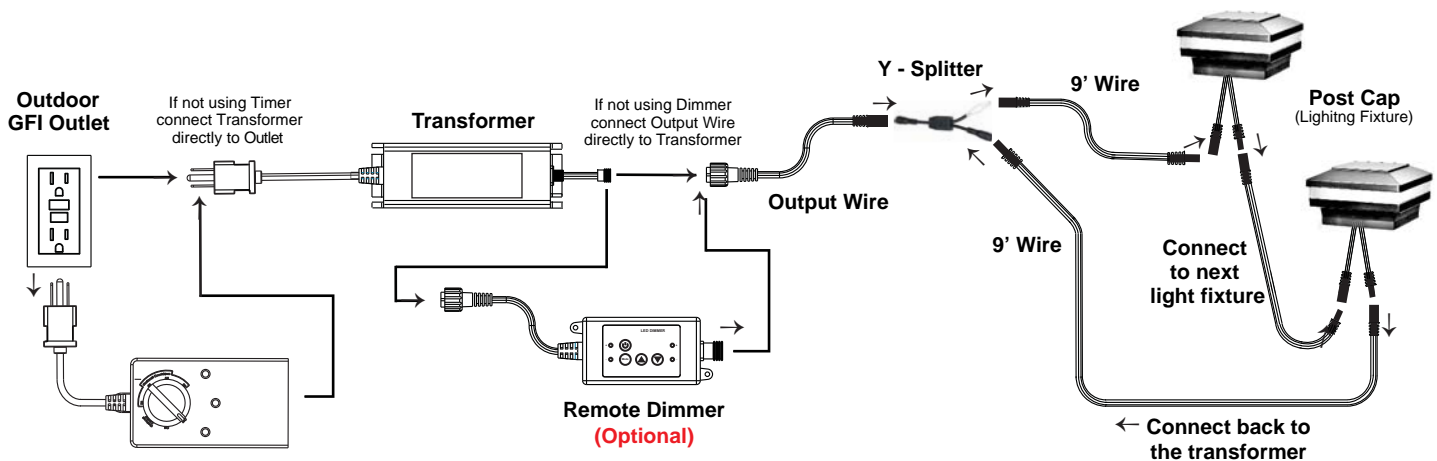 Outdoor
GFI Outlet
If not using Timer
connect Transformer
directly to Outlet
Transformer
If not using Dimmer
connect Output Wire
directly to Transformer
Y - Splitter
9' Wire
Post Cap
(Lighitng Fixture)
Output Wire
9' Wire
Connect
to next
light fixture
LED DIMMER
Remote Dimmer
(Optional)
Connect back to
the transformer